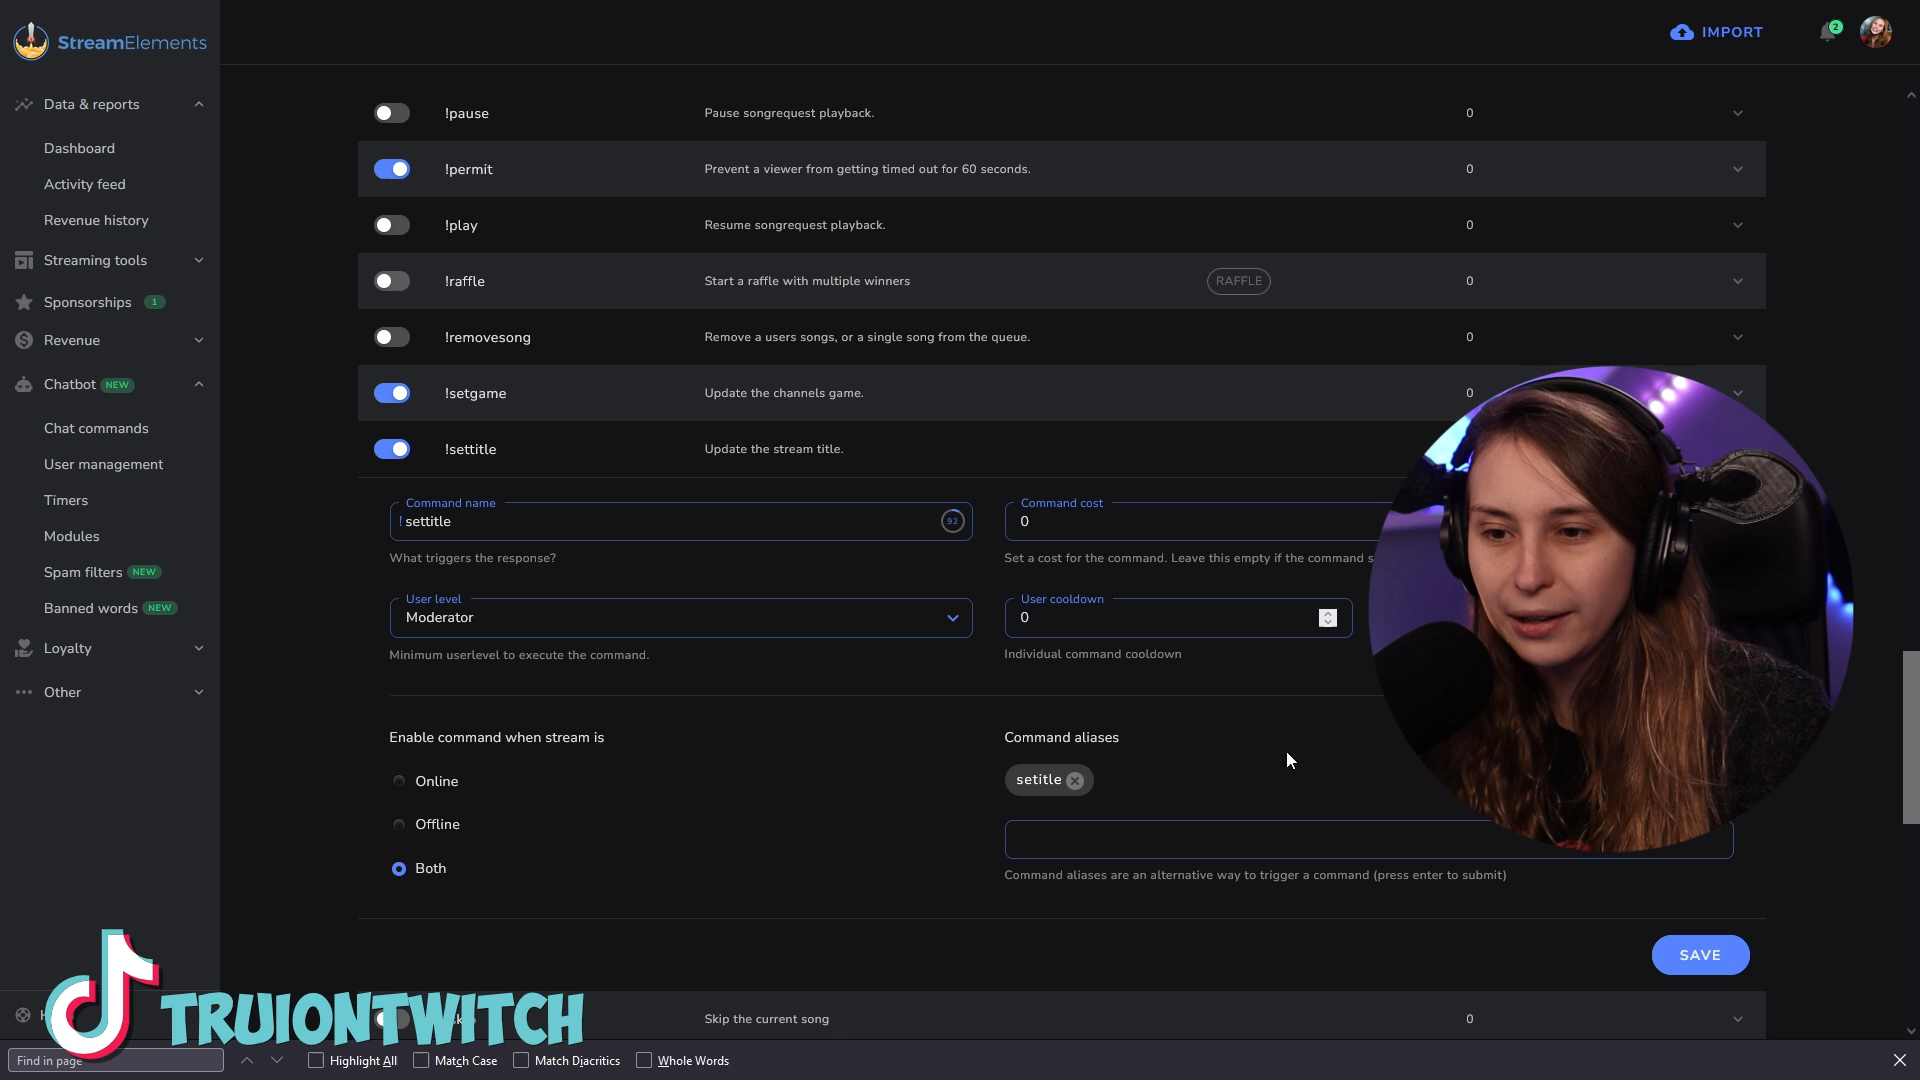 StreamElements
IMPORT
2
Data & reports
Dashboard
Activity feed
Revenue history
Streaming tools
Sponsorships 1
Revenue
Chatbot NEW
Chat commands
User management
Timers
Modules
Spam filters NEW
Banned words NEW
Loyalty
Other
!pause Pause songrequest playback. 0
!permit Prevent a viewer from getting timed out for 60 seconds. 0
!play Resume songrequest playback. 0
!raffle Start a raffle with multiple winners RAFFLE 0
!removesong Remove a users songs, or a single song from the queue. 0
!setgame Update the channels game. 0
!settitle Update the stream title.
Command name
! settitle 92
What triggers the response?
Command cost
0
Set a cost for the command. Leave this empty if the command s
User level
Moderator
Minimum userlevel to execute the command.
User cooldown
0
Individual command cooldown
Enable command when stream is
Online
Offline
Both
Command aliases
setitle
Command aliases are an alternative way to trigger a command (press enter to submit)
SAVE
Skip the current song 0
TRUIONTWITCH
Find in page
Highlight All Match Case Match Diacritics Whole Words